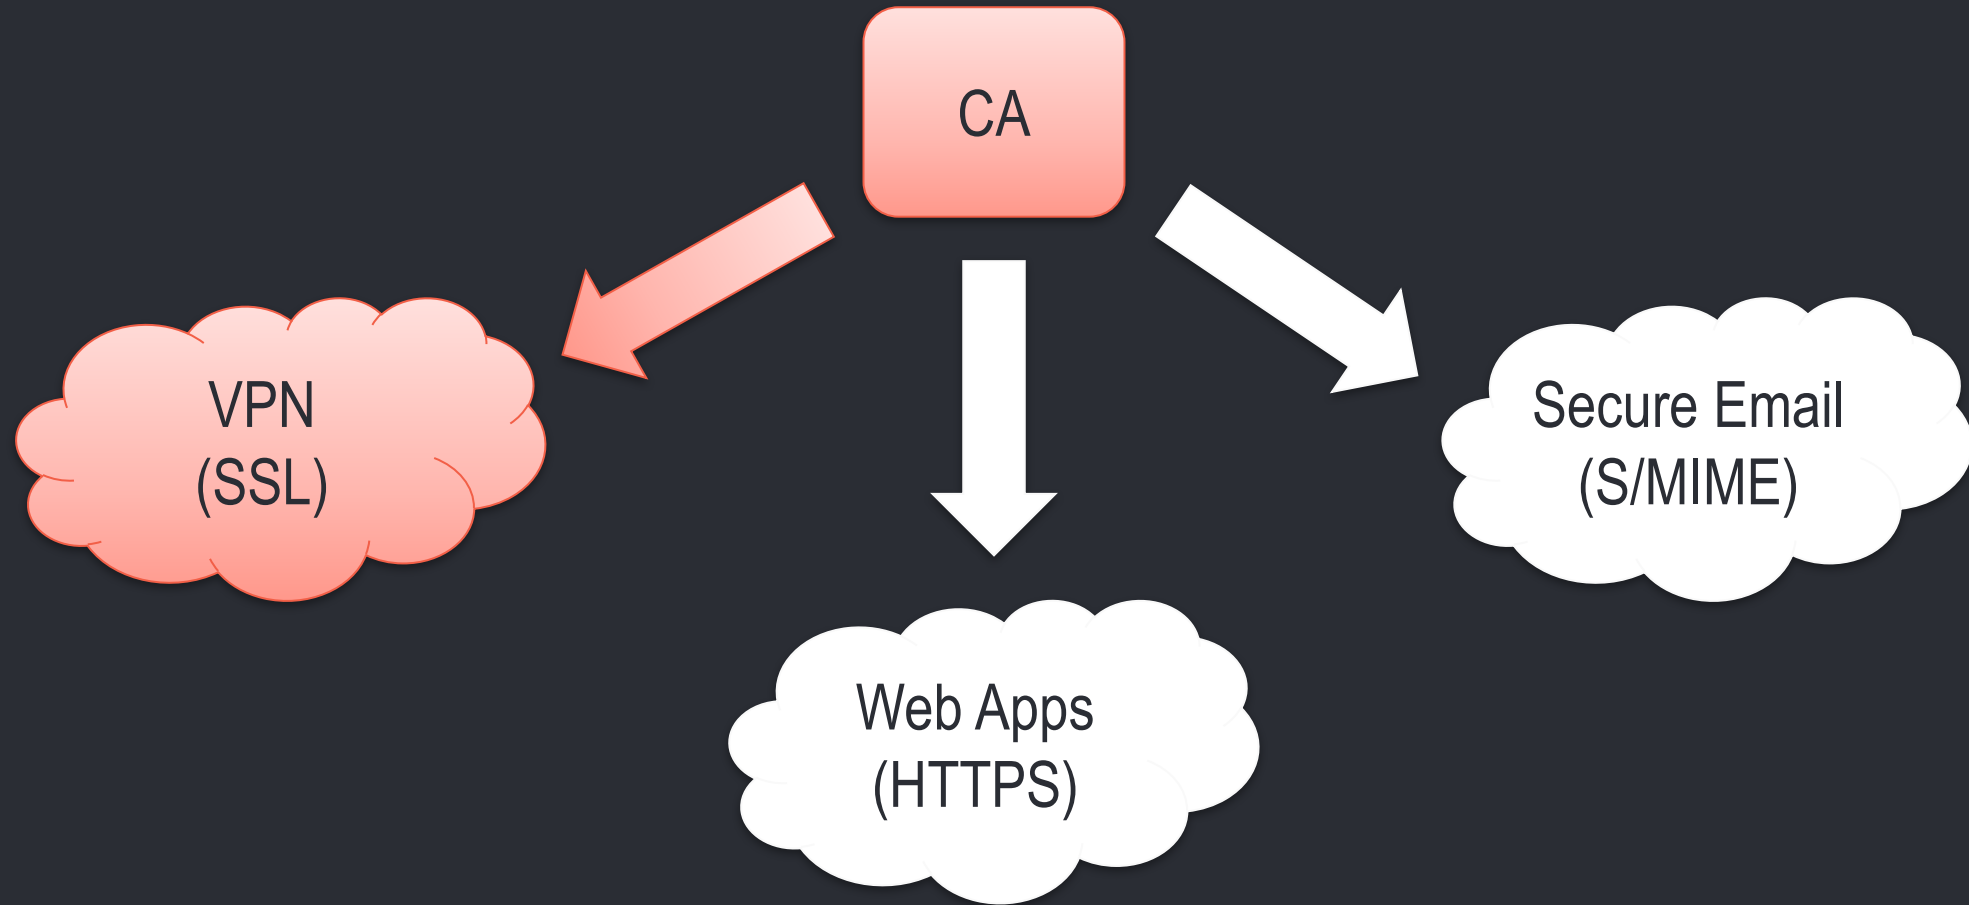 CA
VPN
(SSL)
Secure Email
(S/MIME)
Web Apps
(HTTPS)